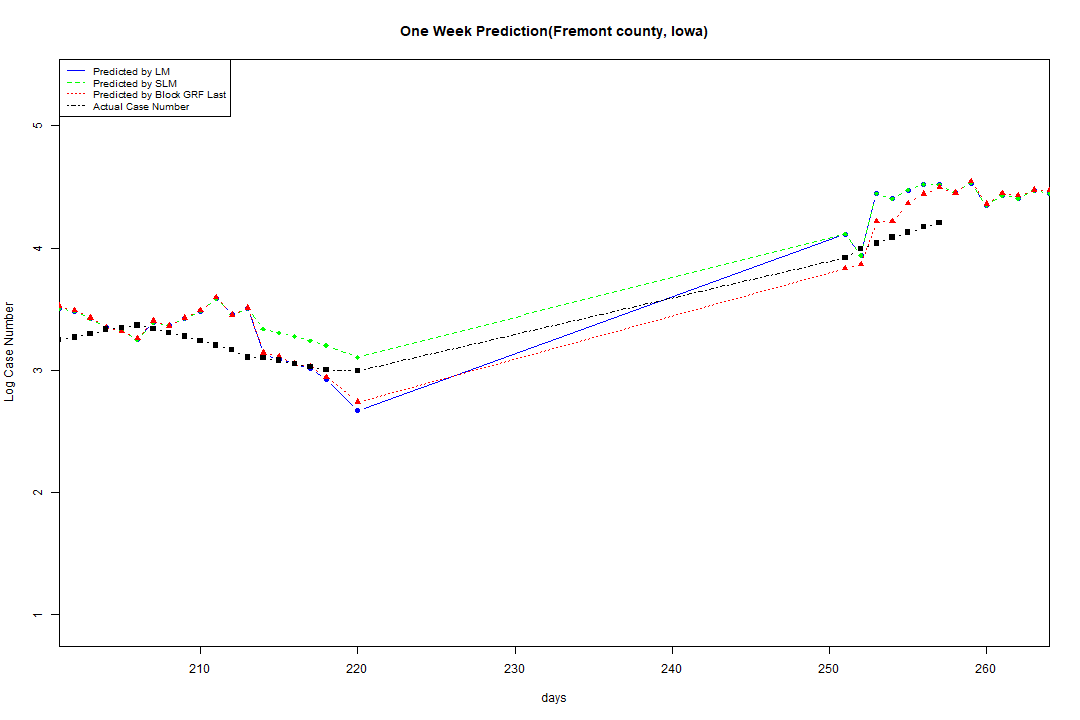 One Week Prediction(Fremont county, Iowa)
Predicted by LM
Predicted by SLM
Predicted by Block GRF Last
Actual Case Number
5
4
3
2
1
Log Case Number
210 220 230 240 250 260
days